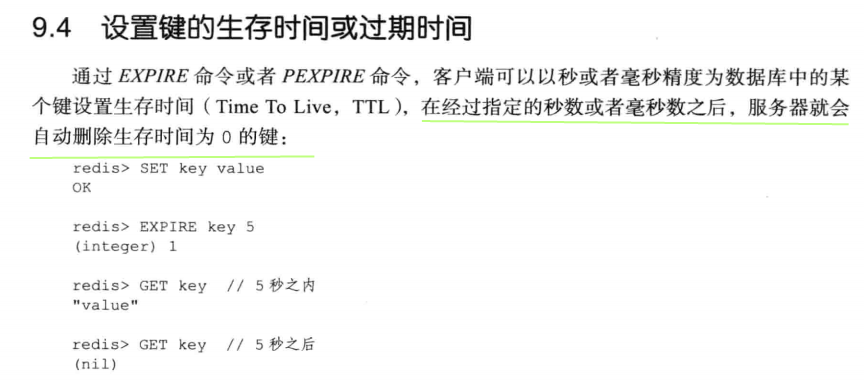 9.4 设置键的生存时间或过期时间
通过 EXPIRE 命令或者 PEXPIRE 命令，客户端可以以秒或者毫秒精度为数据库中的某
个键设置生存时间（Time To Live，TTL），在经过指定的秒数或者毫秒数之后，服务器就会
自动删除生存时间为 0 的键：
redis> SET key value
OK
redis> EXPIRE key 5
(integer) 1
redis> GET key // 5 秒之内
"value"
redis> GET key // 5 秒之后
(nil)